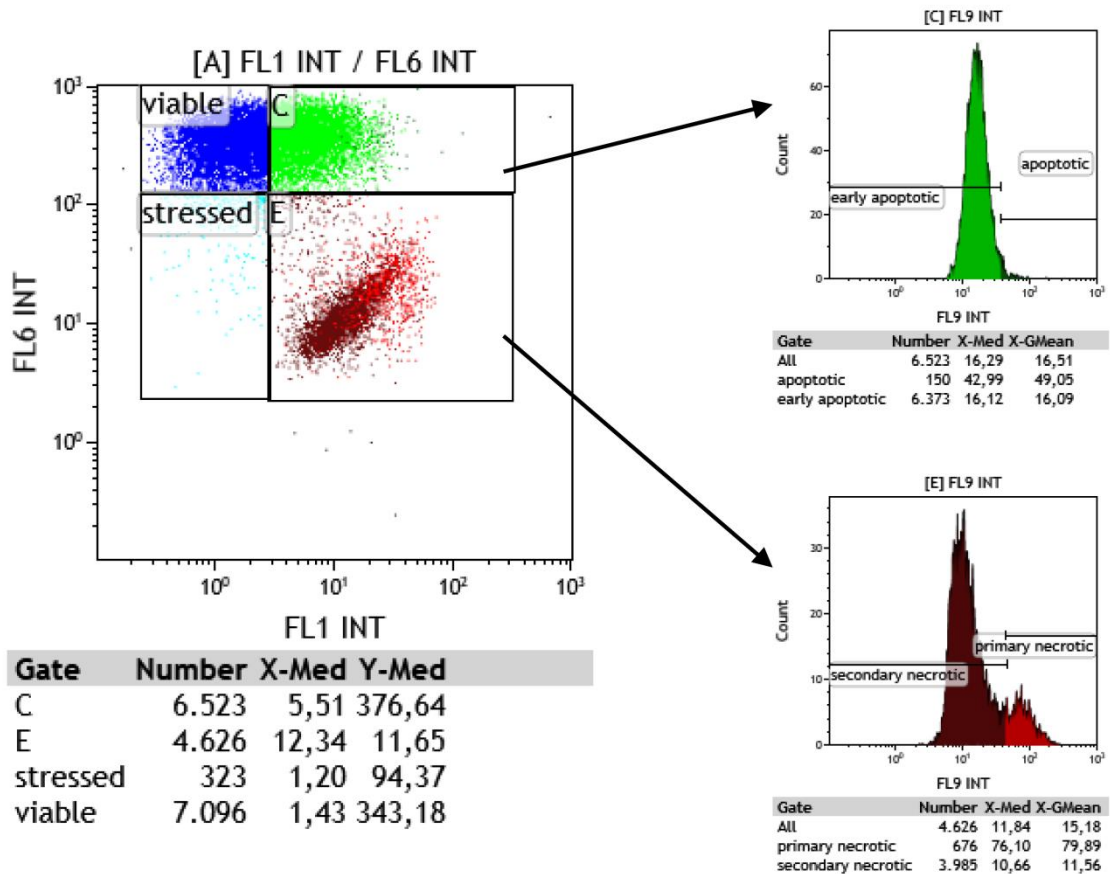 [A] FL1 INT / FL6 INT
10³
viable C
10²
stressed E
10¹
10⁰
FL6 INT
10⁰ 10¹ 10² 10³
FL1 INT
Gate Number X-Med Y-Med
C 6.523 5,51 376,64
E 4.626 12,34 11,65
stressed 323 1,20 94,37
viable 7.096 1,43 343,18
[C] FL9 INT
60
40
20
0
Count
apoptotic
early apoptotic
10⁰ 10¹ 10² 10³
FL9 INT
Gate Number X-Med X-GMean
All 6.523 16,29 16,51
apoptotic 150 42,99 49,05
early apoptotic 6.373 16,12 16,09
[E] FL9 INT
30
20
10
0
Count
primary necrotic
secondary necrotic
10⁰ 10¹ 10² 10³
FL9 INT
Gate Number X-Med X-GMean
All 4.626 11,84 15,18
primary necrotic 676 76,10 79,89
secondary necrotic 3.985 10,66 11,56